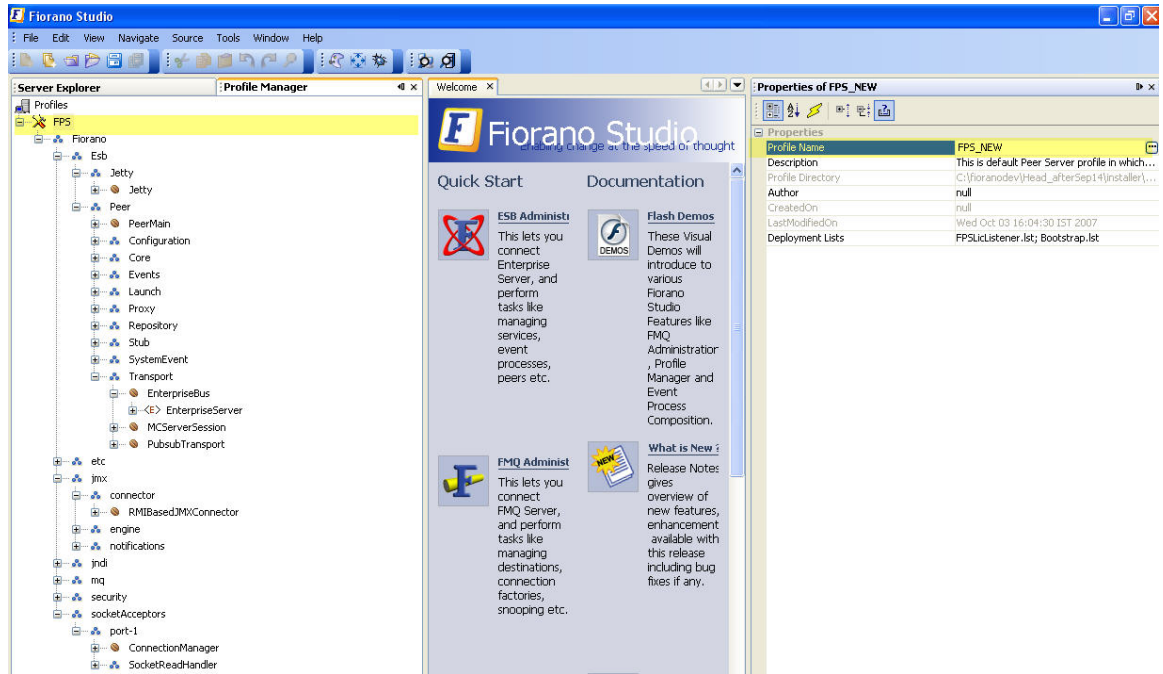 Fiorano Studio
File Edit View Navigate Source Tools Window Help
Server Explorer
Profile Manager
Profiles
FPS
Fiorano
Esb
Jetty
Jetty
Peer
PeerMain
Configuration
Core
Events
Launch
Proxy
Repository
Stub
SystemEvent
Transport
EnterpriseBus
<E> EnterpriseServer
MCServerSession
PubsubTransport
etc
jmx
connector
RMIBasedJMXConnector
engine
notifications
jndi
mq
security
socketAcceptors
port-1
ConnectionManager
SocketReadHandler
Welcome
Fiorano Studio
Enabling change at the speed of thought
Quick Start
ESB Administr
This lets you
connect
Enterprise
Server, and
perform
tasks like
managing
services,
event
processes,
peers etc.
FMQ Administ
This lets you
connect
FMQ Server,
and perform
tasks like
managing
destinations,
connection
factories,
snooping etc.
Documentation
DEMOS
Flash Demos
These Visual
Demos will
introduce to
various
Fiorano
Studio
Features like
FMQ
Administration
, Profile
Manager and
Event
Process
Composition.
NEW
What is New ?
Release Notes
gives
overview of
new features,
enhancement
available with
this release
including bug
fixes if any.
Properties of FPS_NEW
Properties
Profile Name FPS_NEW
Description This is default Peer Server profile in which...
Profile Directory C:\fioranodev\Head_afterSep14\installer\...
Author null
CreatedOn null
LastModifiedOn Wed Oct 03 16:04:30 IST 2007
Deployment Lists FPSLicListener.lst; Bootstrap.lst